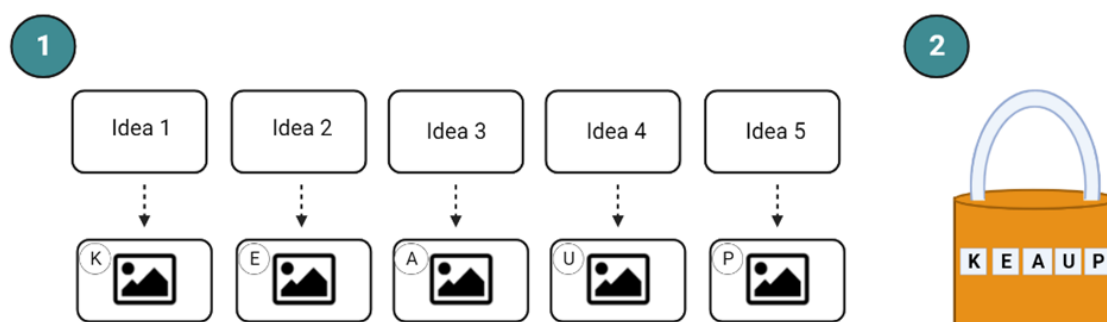 1
2
Idea 1
Idea 2
Idea 3
Idea 4
Idea 5
K
E
A
U
P
K E A U P